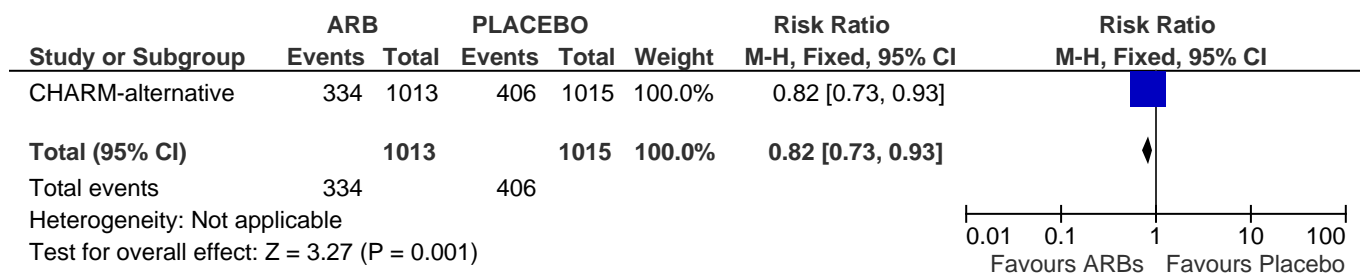 ARB PLACEBO Risk Ratio Risk Ratio
Study or Subgroup Events Total Events Total Weight M-H, Fixed, 95% CI M-H, Fixed, 95% CI
CHARM-alternative 334 1013 406 1015 100.0% 0.82 [0.73, 0.93]
Total (95% CI) 1013 1015 100.0% 0.82 [0.73, 0.93]
Total events 334 406
Heterogeneity: Not applicable
Test for overall effect: Z = 3.27 (P = 0.001)
0.01 0.1 1 10 100
Favours ARBs Favours Placebo